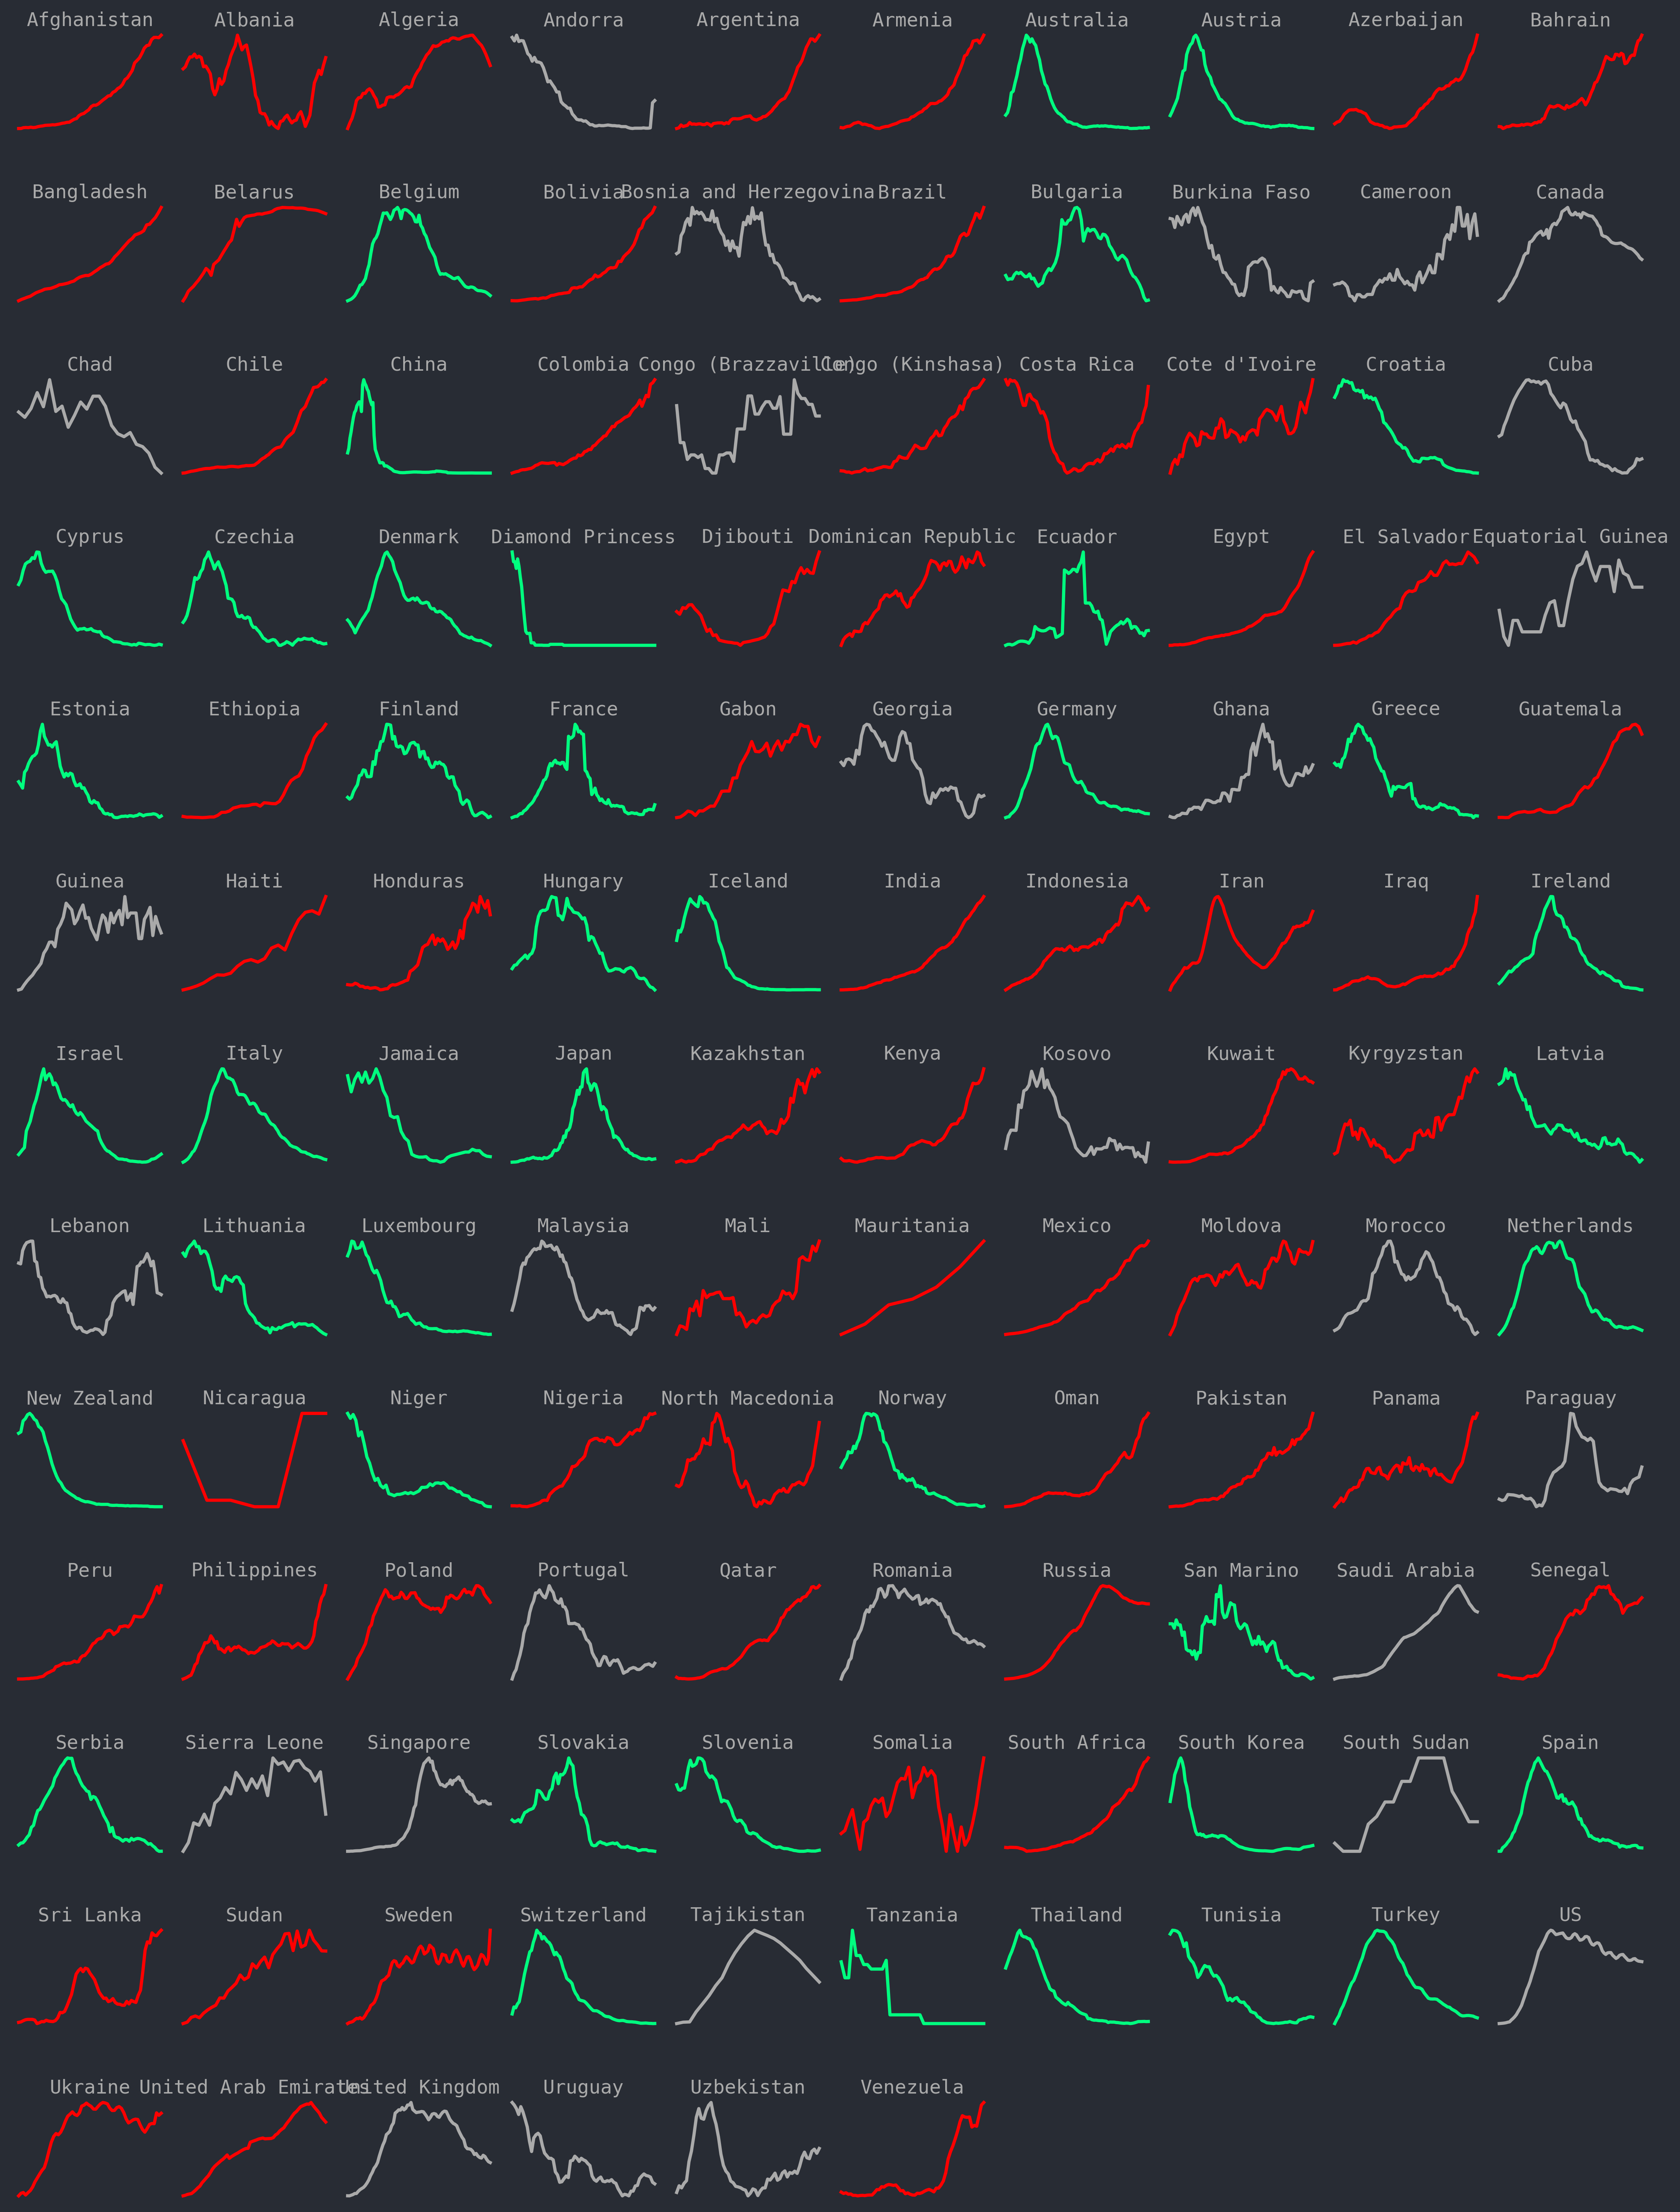 Afghanistan Albania Algeria Andorra Argentina Armenia Australia Austria Azerbaijan Bahrain
Bangladesh Belarus Belgium Bolivia Bosnia and Herzegovina Brazil Bulgaria Burkina Faso Cameroon Canada
Chad Chile China Colombia Congo (Brazzaville) Congo (Kinshasa) Costa Rica Cote d'Ivoire Croatia Cuba
Cyprus Czechia Denmark Diamond Princess Djibouti Dominican Republic Ecuador Egypt El Salvador Equatorial Guinea
Estonia Ethiopia Finland France Gabon Georgia Germany Ghana Greece Guatemala
Guinea Haiti Honduras Hungary Iceland India Indonesia Iran Iraq Ireland
Israel Italy Jamaica Japan Kazakhstan Kenya Kosovo Kuwait Kyrgyzstan Latvia
Lebanon Lithuania Luxembourg Malaysia Mali Mauritania Mexico Moldova Morocco Netherlands
New Zealand Nicaragua Niger Nigeria North Macedonia Norway Oman Pakistan Panama Paraguay
Peru Philippines Poland Portugal Qatar Romania Russia San Marino Saudi Arabia Senegal
Serbia Sierra Leone Singapore Slovakia Slovenia Somalia South Africa South Korea South Sudan Spain
Sri Lanka Sudan Sweden Switzerland Tajikistan Tanzania Thailand Tunisia Turkey US
Ukraine United Arab Emirates United Kingdom Uruguay Uzbekistan Venezuela